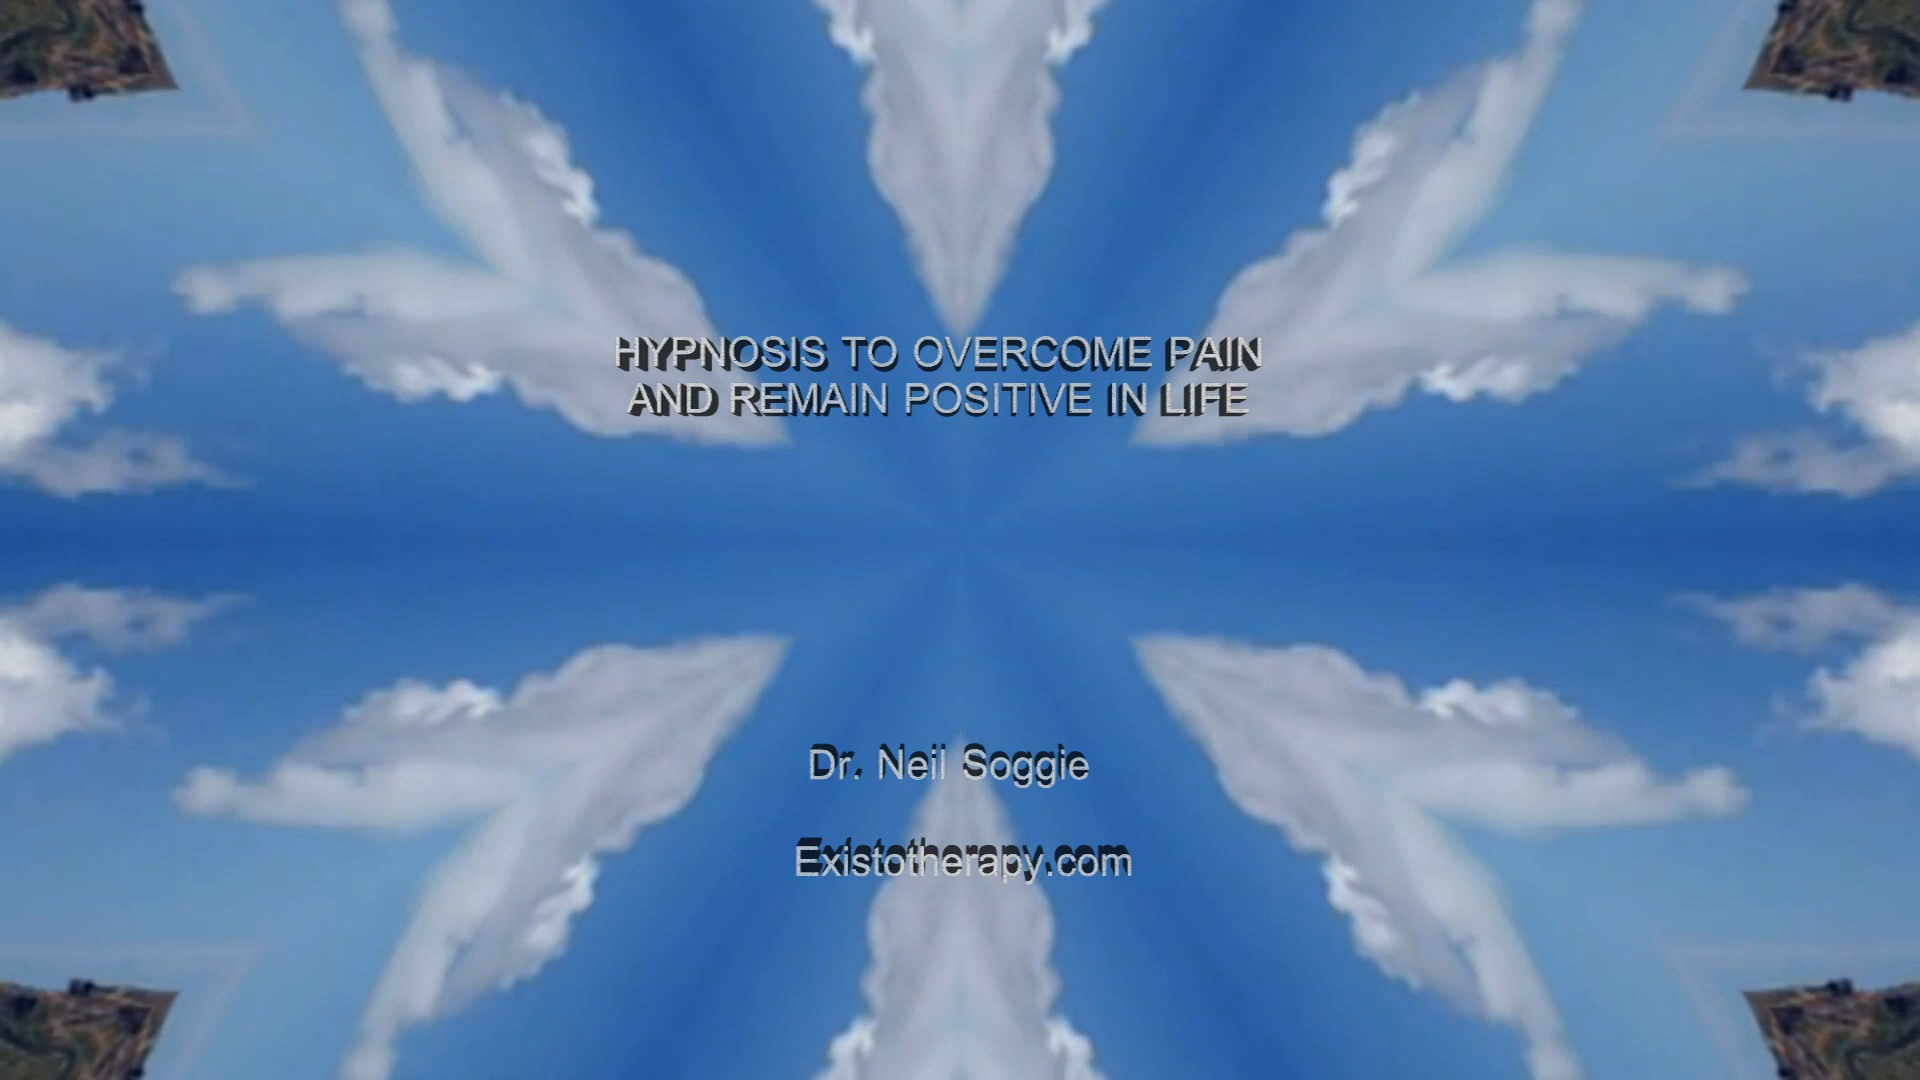 HYPNOSIS TO OVERCOME PAIN
AND REMAIN POSITIVE IN LIFE
Dr. Neil Soggie
Existotherapy.com